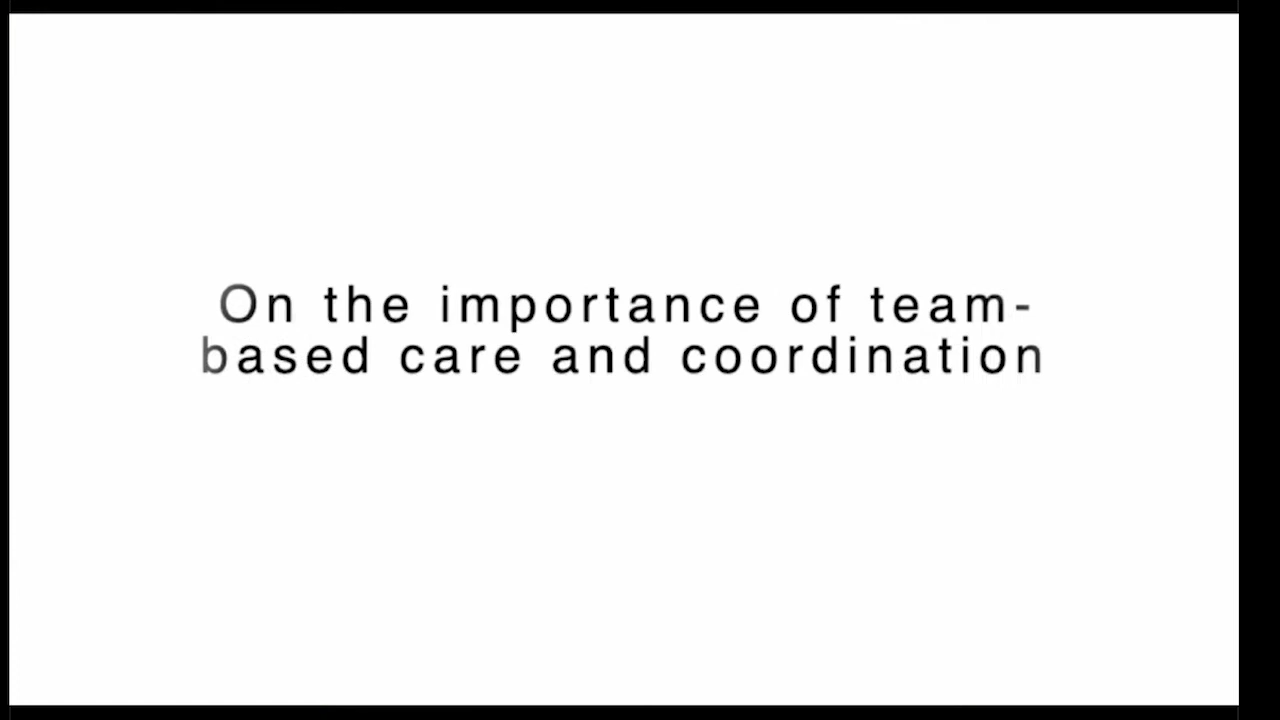 On the importance of team-
based care and coordination